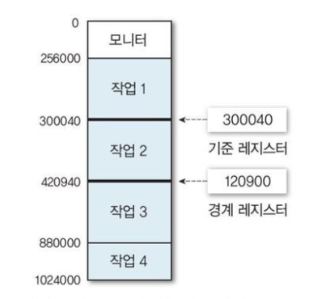 0
모니터
256000
작업 1
300040
300040
기준 레지스터
작업 2
420940
120900
경계 레지스터
작업 3
880000
작업 4
1024000